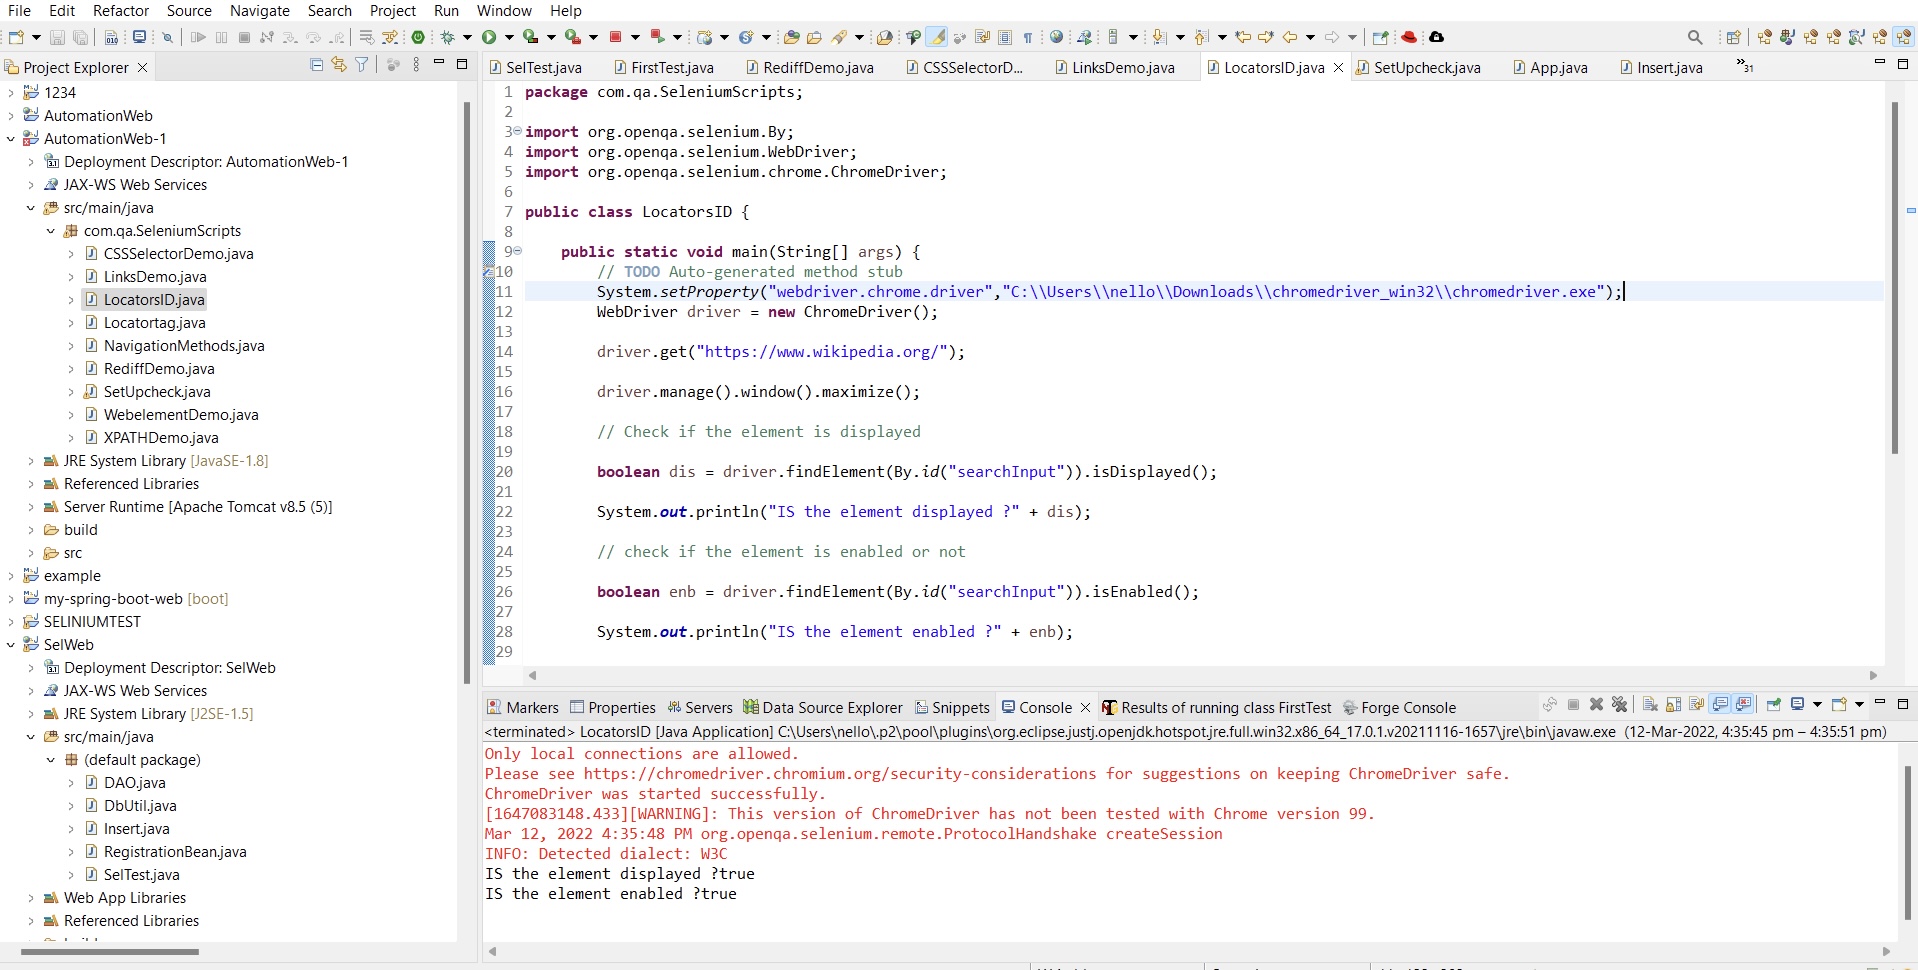 File Edit Refactor Source Navigate Search Project Run Window Help
Project Explorer
1234
AutomationWeb
AutomationWeb-1
Deployment Descriptor: AutomationWeb-1
JAX-WS Web Services
src/main/java
com.qa.SeleniumScripts
CSSSelectorDemo.java
LinksDemo.java
LocatorsID.java
Locatortag.java
NavigationMethods.java
RediffDemo.java
SetUpcheck.java
WebelementDemo.java
XPATHDemo.java
JRE System Library [JavaSE-1.8]
Referenced Libraries
Server Runtime [Apache Tomcat v8.5 (5)]
build
src
example
my-spring-boot-web [boot]
SELINIUMTEST
SelWeb
Deployment Descriptor: SelWeb
JAX-WS Web Services
JRE System Library [J2SE-1.5]
src/main/java
(default package)
DAO.java
DbUtil.java
Insert.java
RegistrationBean.java
SelTest.java
Web App Libraries
Referenced Libraries
SelTest.java FirstTest.java RediffDemo.java CSSSelectorD... LinksDemo.java LocatorsID.java SetUpcheck.java App.java Insert.java »31
1 package com.qa.SeleniumScripts;
2
3 import org.openqa.selenium.By;
4 import org.openqa.selenium.WebDriver;
5 import org.openqa.selenium.chrome.ChromeDriver;
6
7 public class LocatorsID {
8
9 public static void main(String[] args) {
10 // TODO Auto-generated method stub
11 System.setProperty("webdriver.chrome.driver","C:\\Users\\nello\\Downloads\\chromedriver_win32\\chromedriver.exe");
12 WebDriver driver = new ChromeDriver();
13
14 driver.get("https://www.wikipedia.org/");
15
16 driver.manage().window().maximize();
17
18 // Check if the element is displayed
19
20 boolean dis = driver.findElement(By.id("searchInput")).isDisplayed();
21
22 System.out.println("IS the element displayed ?" + dis);
23
24 // check if the element is enabled or not
25
26 boolean enb = driver.findElement(By.id("searchInput")).isEnabled();
27
28 System.out.println("IS the element enabled ?" + enb);
29
Markers Properties Servers Data Source Explorer Snippets Console Results of running class FirstTest Forge Console
<terminated> LocatorsID [Java Application] C:\Users\nello\.p2\pool\plugins\org.eclipse.justj.openjdk.hotspot.jre.full.win32.x86_64_17.0.1.v20211116-1657\jre\bin\javaw.exe (12-Mar-2022, 4:35:45 pm – 4:35:51 pm)
Only local connections are allowed.
Please see https://chromedriver.chromium.org/security-considerations for suggestions on keeping ChromeDriver safe.
ChromeDriver was started successfully.
[1647083148.433][WARNING]: This version of ChromeDriver has not been tested with Chrome version 99.
Mar 12, 2022 4:35:48 PM org.openqa.selenium.remote.ProtocolHandshake createSession
INFO: Detected dialect: W3C
IS the element displayed ?true
IS the element enabled ?true